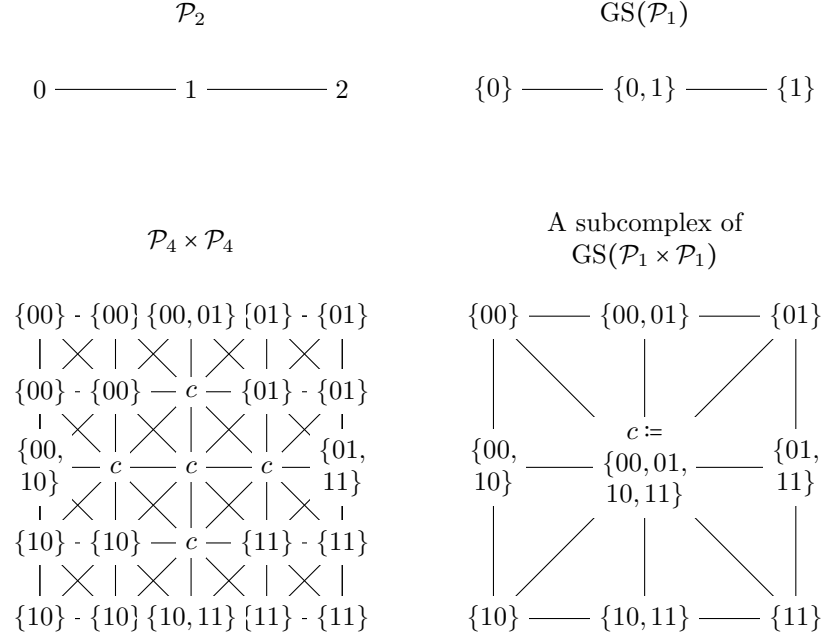 𝒫₂
GS(𝒫₁)
0 1 2
{0} {0, 1} {1}
𝒫₄ × 𝒫₄
A subcomplex of
GS(𝒫₁ × 𝒫₁)
{00} {00} {00, 01} {01} {01}
{00} {00} c {01} {01}
{00,
10} c c c {01,
11}
{10} {10} c {11} {11}
{10} {10} {10, 11} {11} {11}
{00} {00, 01} {01}
{00,
10}
c ≔
{00, 01,
10, 11}
{01,
11}
{10} {10, 11} {11}